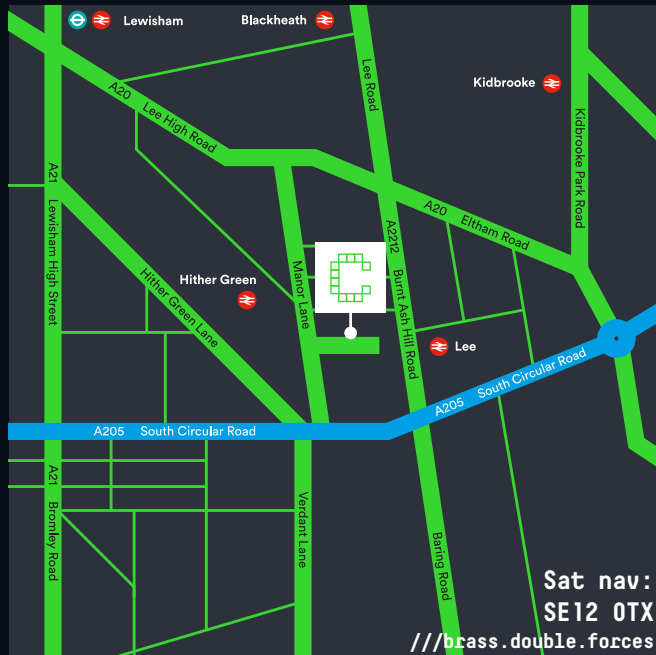 Lewisham
Blackheath
Kidbrooke
Lee Road
A20 Lee High Road
Kidbrooke Park Road
A21 Lewisham High Street
A20 Eltham Road
A2212 Burnt Ash Hill Road
Hither Green
Manor Lane
Hither Green Lane
C
Lee
A205 South Circular Road
A205 South Circular Road
A21 Bromley Road
Verdant Lane
Baring Road
Sat nav:
SE12 0TX
///brass.double.forces